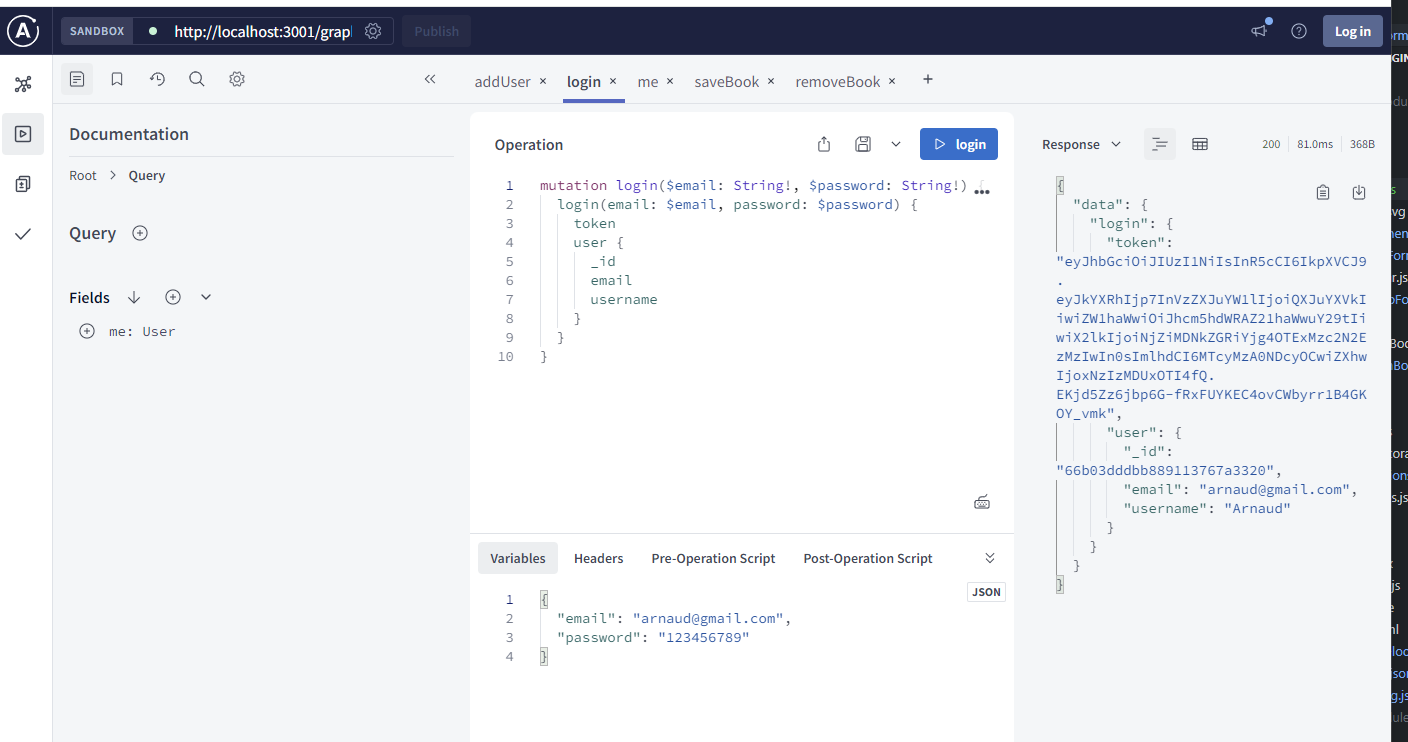 SANDBOX
http://localhost:3001/grap
Publish
Log in
addUser ×
login ×
me ×
saveBook ×
removeBook ×
+
Documentation
Root > Query
Query
Fields
me: User
Operation
login
1 mutation login($email: String!, $password: String!) {
2 login(email: $email, password: $password) {
3 token
4 user {
5 _id
6 email
7 username
8 }
9 }
10 }
Variables
Headers
Pre-Operation Script
Post-Operation Script
JSON
1 {
2 "email": "arnaud@gmail.com",
3 "password": "123456789"
4 }
Response
200
81.0ms
368B
{
"data": {
"login": {
"token":
"eyJhbGciOiJIUzI1NiIsInR5cCI6IkpXVCJ9
.
eyJkYXRhIjp7InVzZXJuYW1lIjoiQXJuYXVkI
iwiZW1haWwiOiJhcm5hdWRAZ21haWwuY29tIi
wiX2lkIjoiNjZiMDNkZGRiYjg4OTExMzc2N2E
zMzIwIn0sImlhdCI6MTcyMzA0NDcyOCwiZXhw
IjoxNzIzMDUxOTI4fQ.
EKjd5Zz6jbp6G-fRxFUYKEC4ovCWbyrr1B4GK
OY_vmk",
"user": {
"_id":
"66b03dddbb889113767a3320",
"email": "arnaud@gmail.com",
"username": "Arnaud"
}
}
}
}